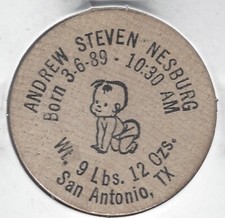 ANDREW STEVEN NESBURG
Born 3-6-89 - 10:30 AM
Wt. 9 Lbs. 12 Ozs.
San Antonio, TX